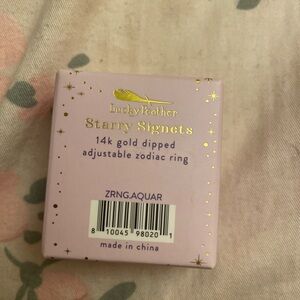 Lucky Feather
Starry Signets
14k gold dipped
adjustable zodiac ring
ZRNG.AQUAR
8 10045 98020 1
made in china